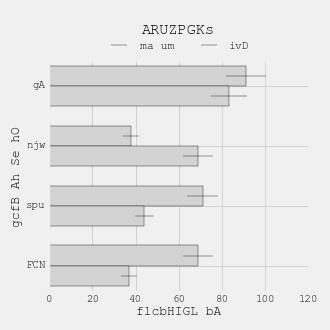 ARUZPGKs
ma um ivD
gA
njw
spu
FCN
gcfB Ah Se hO
0 20 40 60 80 100 120
flcbHIGL bA